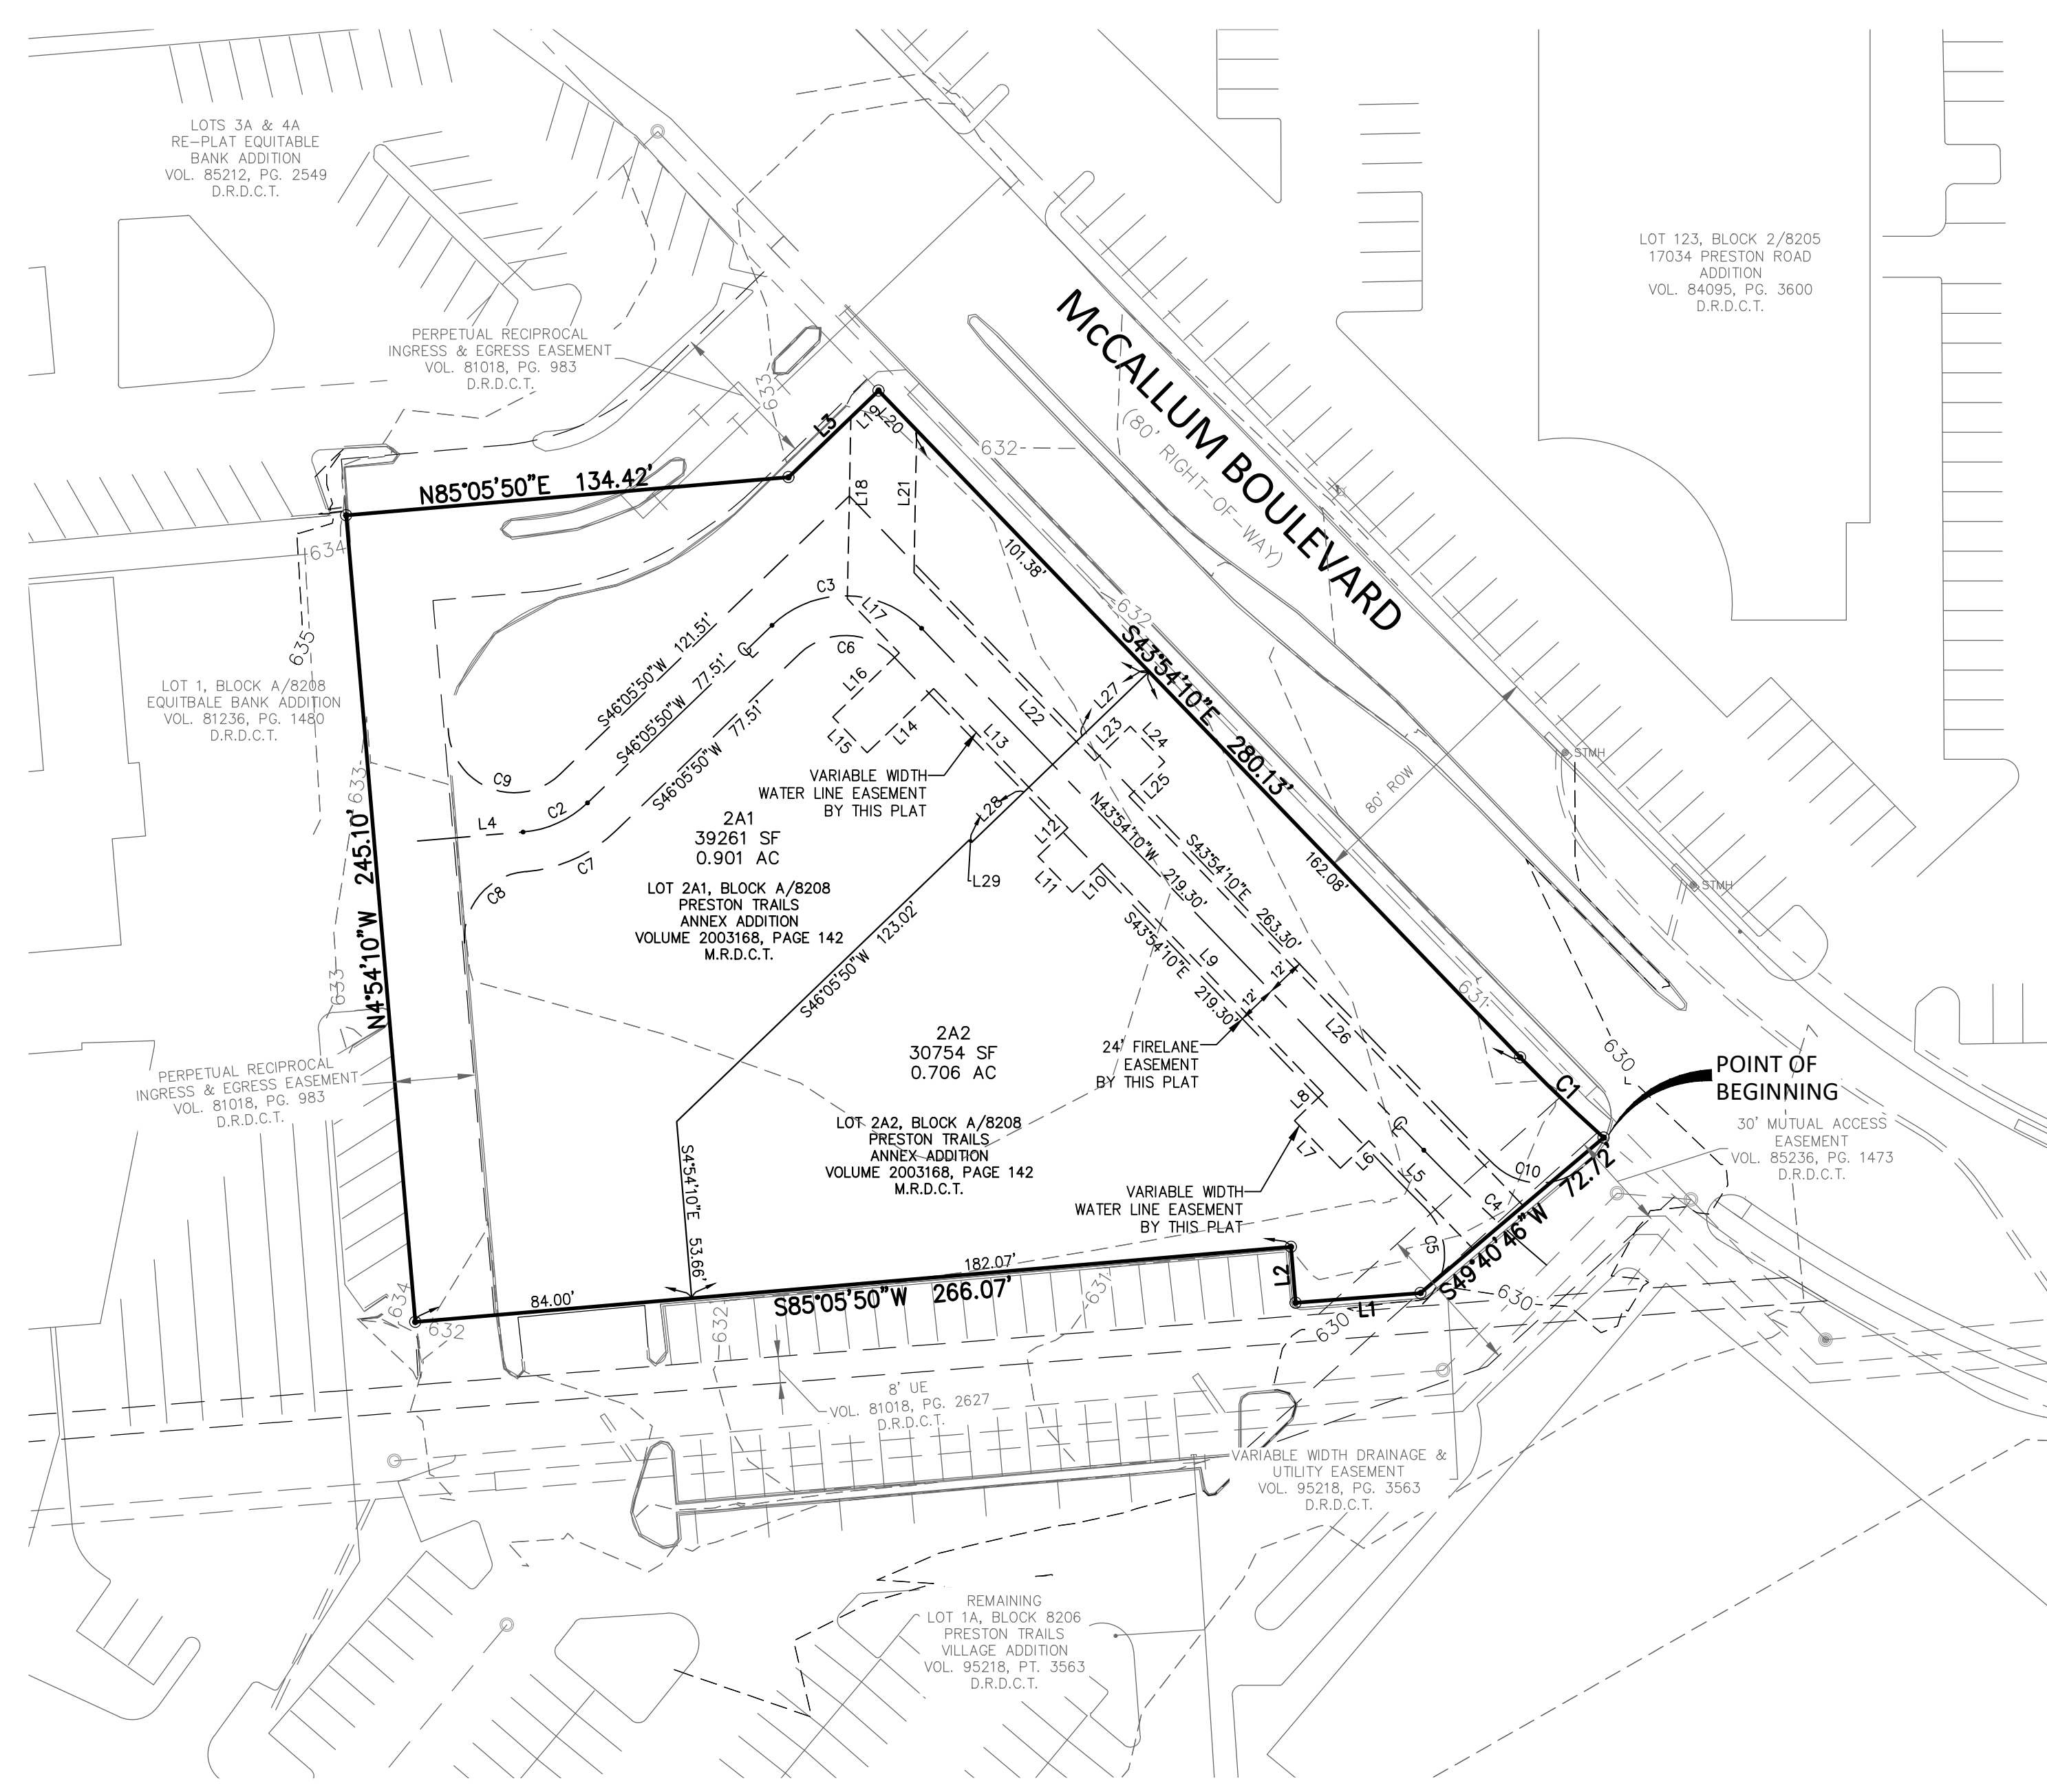 LOTS 3A & 4A
RE-PLAT EQUITABLE
BANK ADDITION
VOL. 85212, PG. 2549
D.R.D.C.T.
LOT 123, BLOCK 2/8205
17034 PRESTON ROAD
ADDITION
VOL. 84095, PG. 3600
D.R.D.C.T.
PERPETUAL RECIPROCAL
INGRESS & EGRESS EASEMENT
VOL. 81018, PG. 983
D.R.D.C.T.
McCALLUM BOULEVARD
(80' RIGHT-OF-WAY)
80' ROW
STMH
STMH
633
632
632
634
635
633
633
634
632
632
631
631
630
630
630
N85°05'50"E 134.42'
L3
L19
L20
L18
L21
101.38'
S43°54'10"E 280.13'
162.08'
C1
C3
L17
C6
L16
L15
L14
L13
L22
L27
L23
L24
L25
L28
L29
L12
L11
L10
S46°05'50"W 121.51'
S46°05'50"W 77.51'
S46°05'50"W 77.51'
C9
L4
C2
C7
C8
LOT 1, BLOCK A/8208
EQUITBALE BANK ADDITION
VOL. 81236, PG. 1480
D.R.D.C.T.
VARIABLE WIDTH
WATER LINE EASEMENT
BY THIS PLAT
2A1
39261 SF
0.901 AC
LOT 2A1, BLOCK A/8208
PRESTON TRAILS
ANNEX ADDITION
VOLUME 2003168, PAGE 142
M.R.D.C.T.
N4°54'10"W 245.10'
S46°05'50"W 123.02'
N43°54'10"W 219.30'
S43°54'10"E 263.30'
S43°54'10"E 219.30'
L9
12'
12'
L26
2A2
30754 SF
0.706 AC
24' FIRELANE
EASEMENT
BY THIS PLAT
POINT OF
BEGINNING
PERPETUAL RECIPROCAL
INGRESS & EGRESS EASEMENT
VOL. 81018, PG. 983
D.R.D.C.T.
LOT 2A2, BLOCK A/8208
PRESTON TRAILS
ANNEX ADDITION
VOLUME 2003168, PAGE 142
M.R.D.C.T.
30' MUTUAL ACCESS
EASEMENT
VOL. 85236, PG. 1473
D.R.D.C.T.
L8
L7
L6
L5
C10
C4
C5
72.72'
S49°40'46"W
VARIABLE WIDTH
WATER LINE EASEMENT
BY THIS PLAT
S4°54'10"E 53.66'
182.07'
84.00'
S85°05'50"W 266.07'
L2
L1
8' UE
VOL. 81018, PG. 2627
D.R.D.C.T.
VARIABLE WIDTH DRAINAGE &
UTILITY EASEMENT
VOL. 95218, PG. 3563
D.R.D.C.T.
REMAINING
LOT 1A, BLOCK 8206
PRESTON TRAILS
VILLAGE ADDITION
VOL. 95218, PT. 3563
D.R.D.C.T.